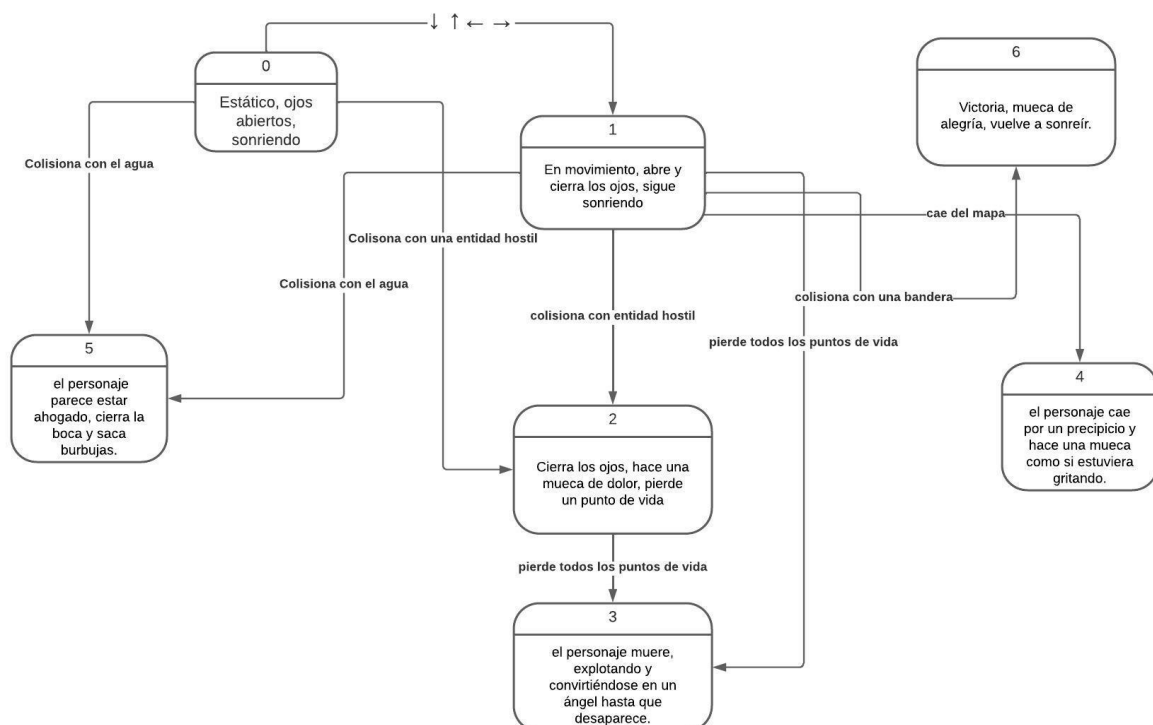 ↓ ↑ ← →
0
Estático, ojos
abiertos,
sonriendo
6
Victoria, mueca de
alegría, vuelve a sonreír.
1
En movimiento, abre y
cierra los ojos, sigue
sonriendo
Colisiona con el agua
cae del mapa
Colisona con una entidad hostil
Colisiona con el agua
colisiona con una bandera
colisiona con entidad hostil
pierde todos los puntos de vida
5
el personaje
parece estar
ahogado, cierra la
boca y saca
burbujas.
4
el personaje cae
por un precipicio y
hace una mueca
como si estuviera
gritando.
2
Cierra los ojos, hace una
mueca de dolor, pierde
un punto de vida
pierde todos los puntos de vida
3
el personaje muere,
explotando y
convirtiéndose en un
ángel hasta que
desaparece.